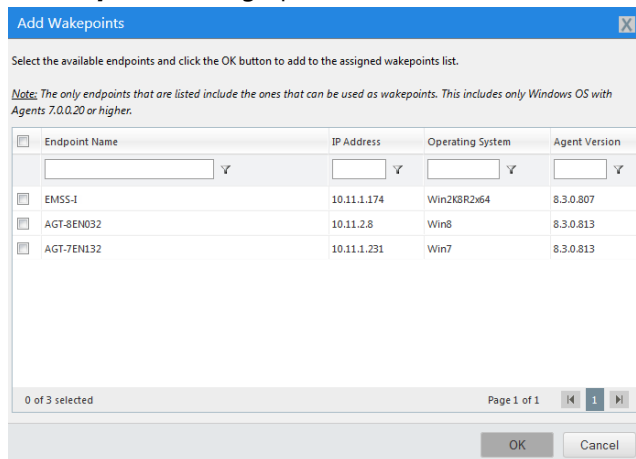 Add Wakepoints
X
Select the available endpoints and click the OK button to add to the assigned wakepoints list.
Note: The only endpoints that are listed include the ones that can be used as wakepoints. This includes only Windows OS with
Agents 7.0.0.20 or higher.
Endpoint Name IP Address Operating System Agent Version
EMSS-I 10.11.1.174 Win2K8R2x64 8.3.0.807
AGT-8EN032 10.11.2.8 Win8 8.3.0.813
AGT-7EN132 10.11.1.231 Win7 8.3.0.813
0 of 3 selected Page 1 of 1 1
OK Cancel